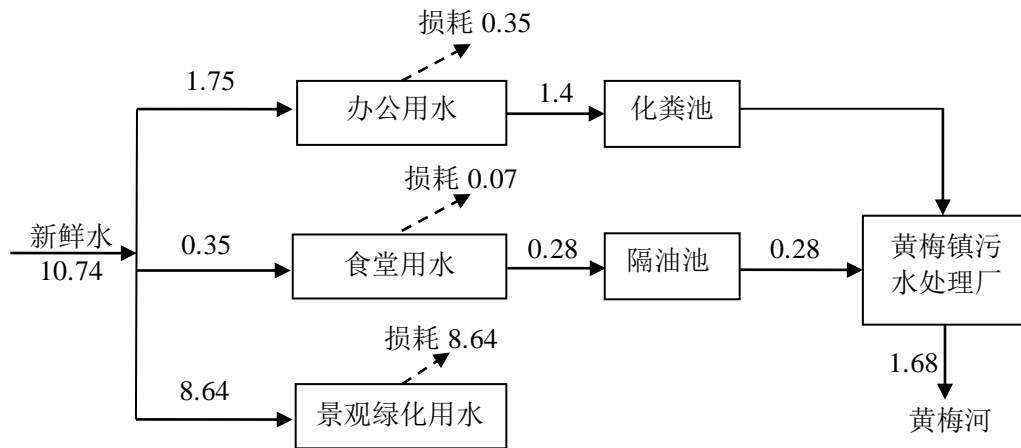 损耗 0.35
1.75
办公用水
1.4
化粪池
损耗 0.07
新鲜水
10.74
0.35
食堂用水
0.28
隔油池
0.28
黄梅镇污
水处理厂
损耗 8.64
8.64
景观绿化用水
1.68
黄梅河